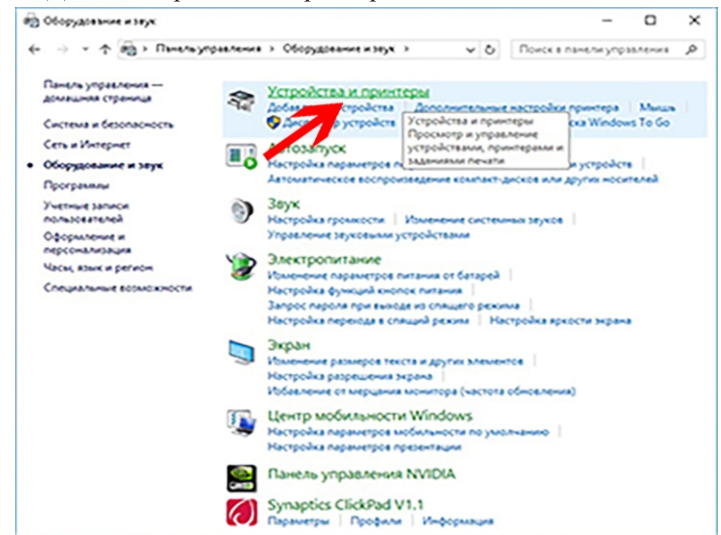 Оборудование и звук
Панель управления > Оборудование и звук >
Поиск в панели управления
Панель управления —
домашняя страница
Система и безопасность
Сеть и Интернет
Оборудование и звук
Программы
Учетные записи
пользователей
Оформление и
персонализация
Часы, язык и регион
Специальные возможности
Устройства и принтеры
устройства | Дополнительные настройки принтера | Мышь
устройств
Windows To Go
Устройства и принтеры
Просмотр и управление
устройствами, принтерами и
заданиями печати
Автозапуск
Настройка параметров
устройств
Автоматическое воспроизведение компакт-дисков или других носителей
Звук
Настройка громкости | Изменение системных звуков
Управление звуковыми устройствами
Электропитание
Изменение параметров питания от батарей
Настройка функций кнопок питания
Запрос пароля при выходе из спящего режима
Настройка перехода в спящий режим | Настройка яркости экрана
Экран
Изменение размеров текста и других элементов
Настройка разрешения экрана
Избавление от мерцания монитора (частота обновления)
Центр мобильности Windows
Настройка параметров мобильности по умолчанию
Настройка параметров презентации
Панель управления NVIDIA
Synaptics ClickPad V1.1
Параметры | Профили | Информация